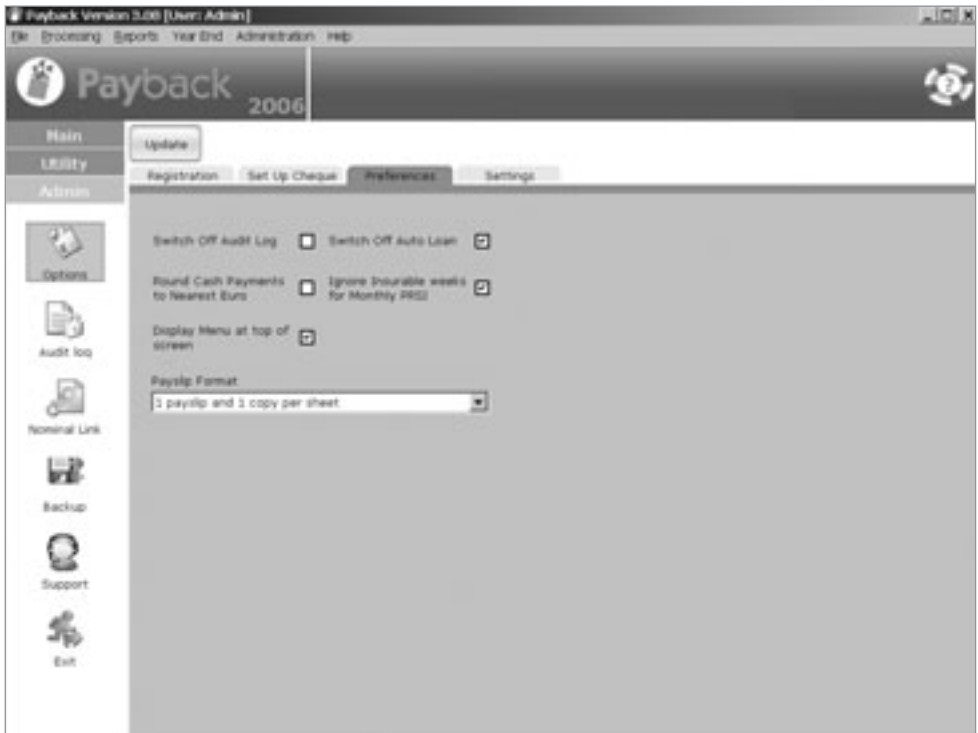 Payback Version 3.08 [User: Admin]
File Processing Reports Year End Administration Help
Payback 2006
Main
Utility
Admin
Update
Registration Set Up Cheque Preferences Settings
Switch Off Audit Log Switch Off Auto Loan
Round Cash Payments to Nearest Euro Ignore Insurable weeks for Monthly PRSI
Display Menu at top of screen
Payslip Format
1 payslip and 1 copy per sheet
Options
Audit log
Nominal Link
Backup
Support
Exit